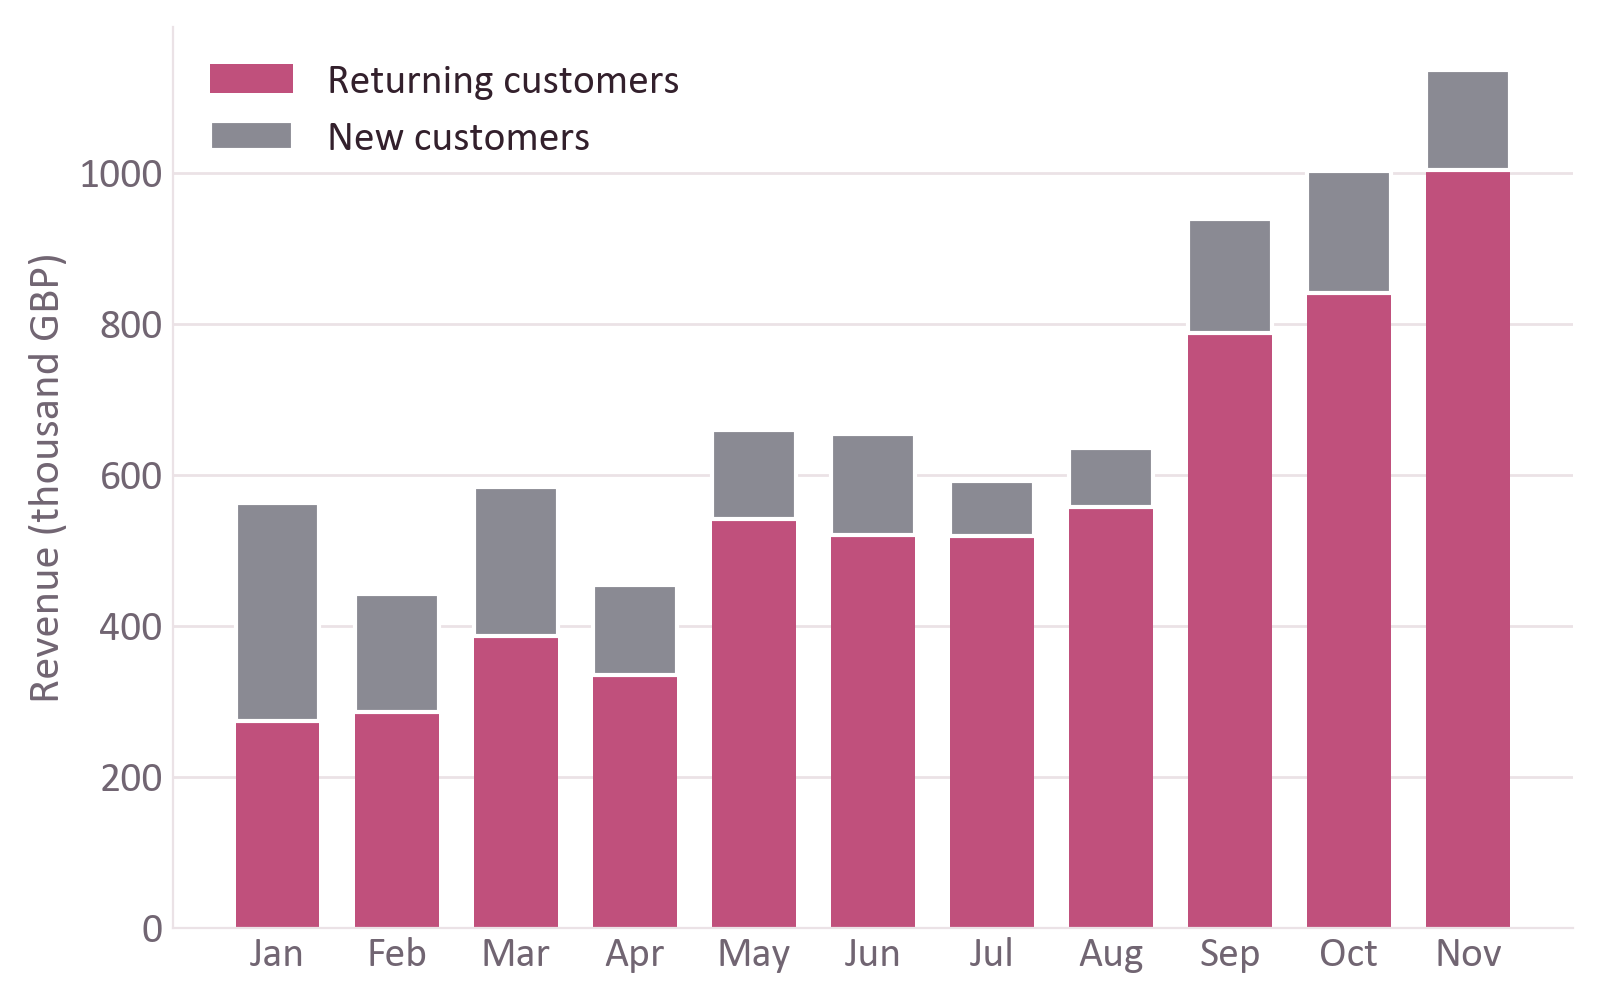 Returning customers
New customers
Revenue (thousand GBP)
1000
800
600
400
200
0
Jan Feb Mar Apr May Jun Jul Aug Sep Oct Nov